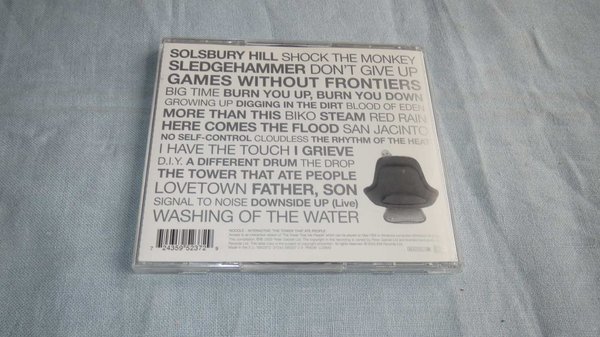 SOLSBURY HILL SHOCK THE MONKEY
SLEDGEHAMMER DON'T GIVE UP
GAMES WITHOUT FRONTIERS
BIG TIME BURN YOU UP, BURN YOU DOWN
GROWING UP DIGGING IN THE DIRT BLOOD OF EDEN
MORE THAN THIS BIKO STEAM RED RAIN
HERE COMES THE FLOOD SAN JACINTO
NO SELF-CONTROL CLOUDLESS THE RHYTHM OF THE HEAT
I HAVE THE TOUCH I GRIEVE
D.I.Y. A DIFFERENT DRUM THE DROP
THE TOWER THAT ATE PEOPLE
LOVETOWN FATHER, SON
SIGNAL TO NOISE DOWNSIDE UP (Live)
WASHING OF THE WATER
7 24359 52372 9